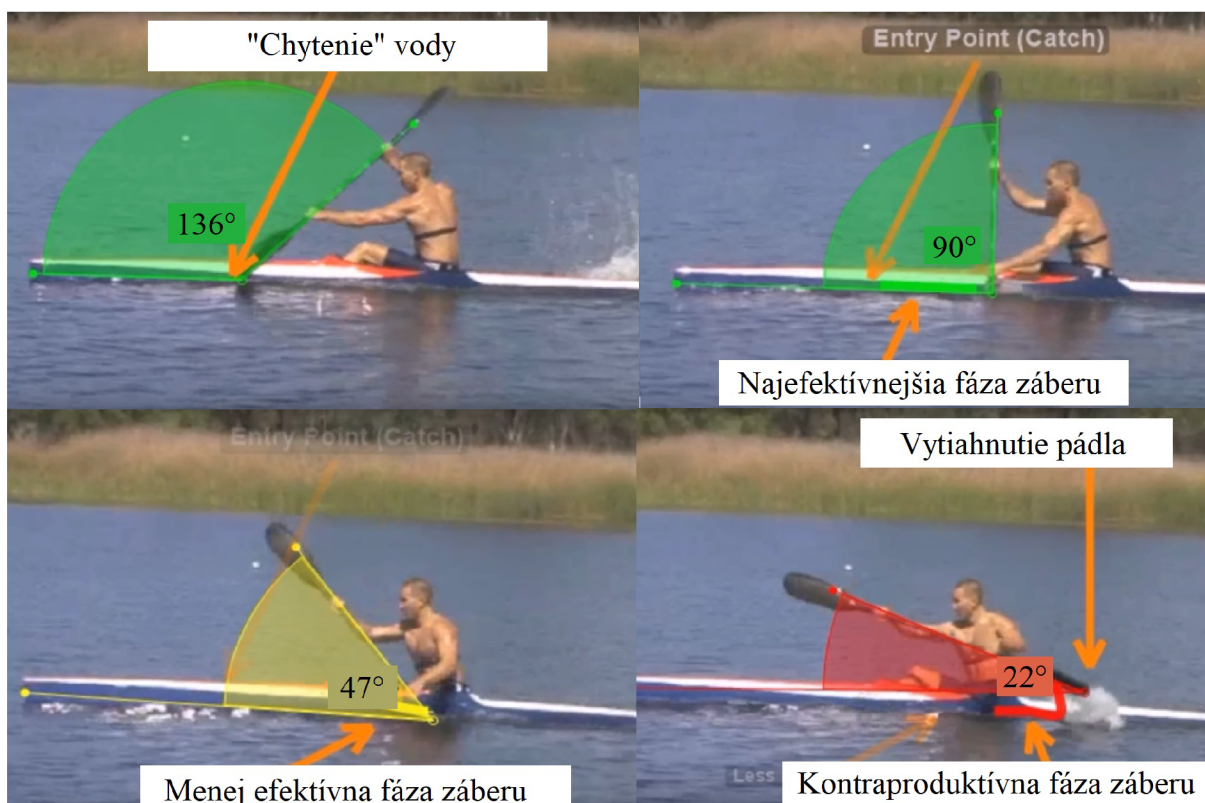 "Chytenie" vody
136°
Entry Point (Catch)
90°
Najefektívnejšia fáza záberu
Entry Point (Catch)
47°
Menej efektívna fáza záberu
Vytiahnutie pádla
22°
Less
Kontraproduktívna fáza záberu